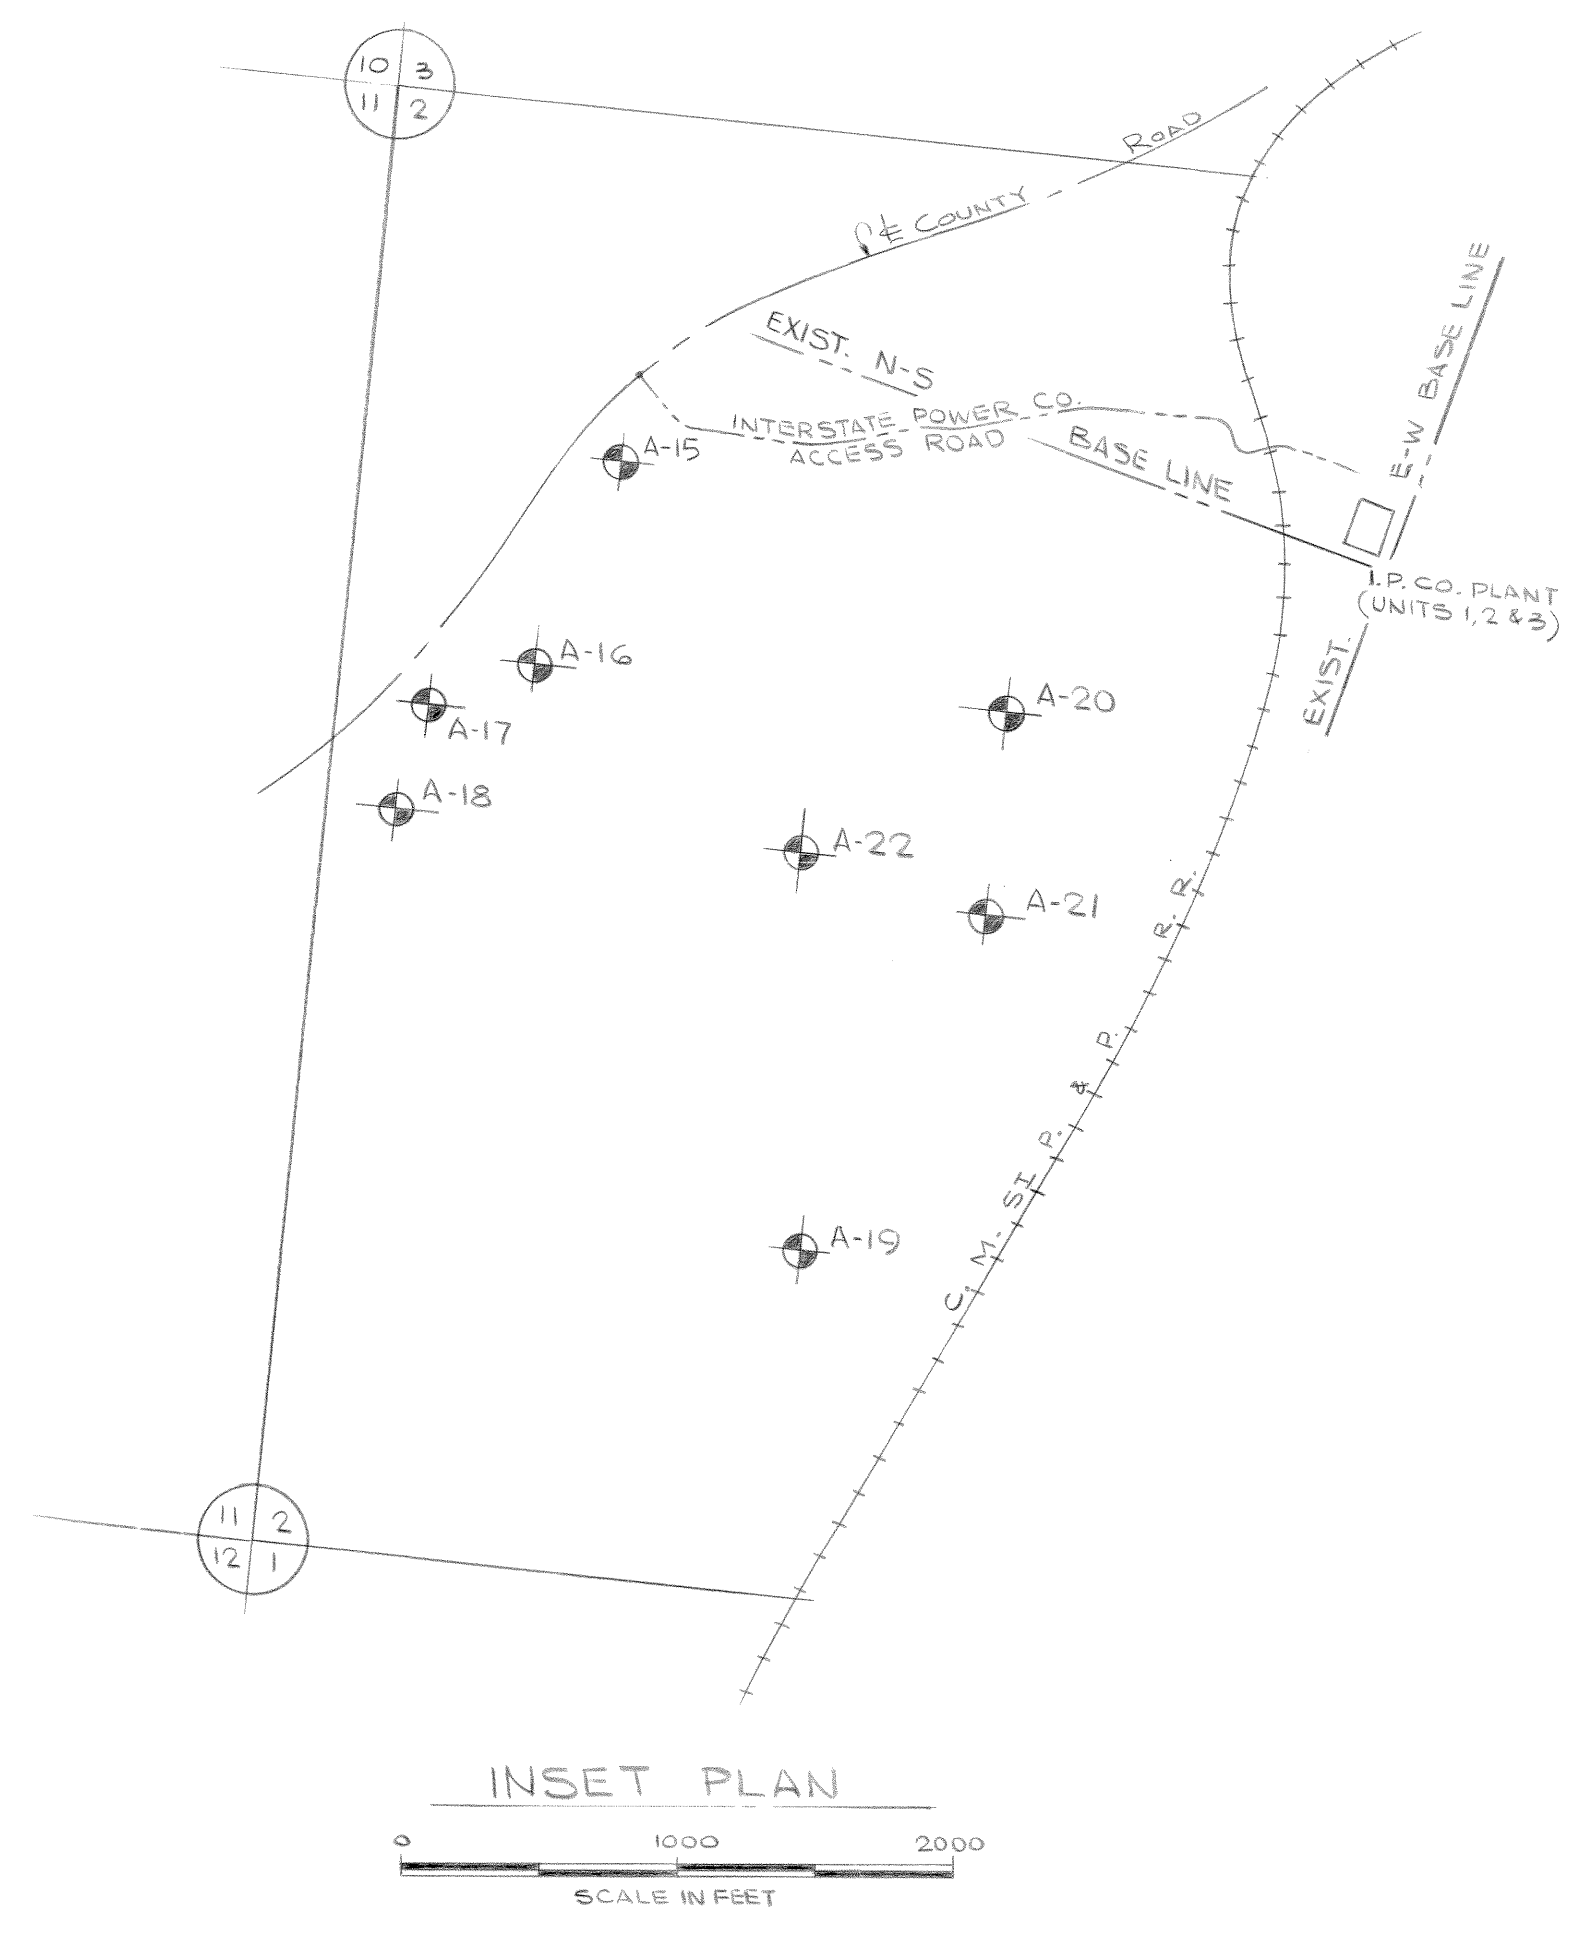 10 3
11 2
ROAD
℄ COUNTY
EXIST. N-S
INTERSTATE POWER CO.
ACCESS ROAD
BASE LINE
E-W BASE LINE
EXIST.
I.P. CO. PLANT
(UNITS 1, 2 & 3)
A-15
A-16
A-17
A-18
A-20
A-22
A-21
A-19
C. M. ST. P. & P. R. R.
11 2
12 1
INSET PLAN
0 1000 2000
SCALE IN FEET